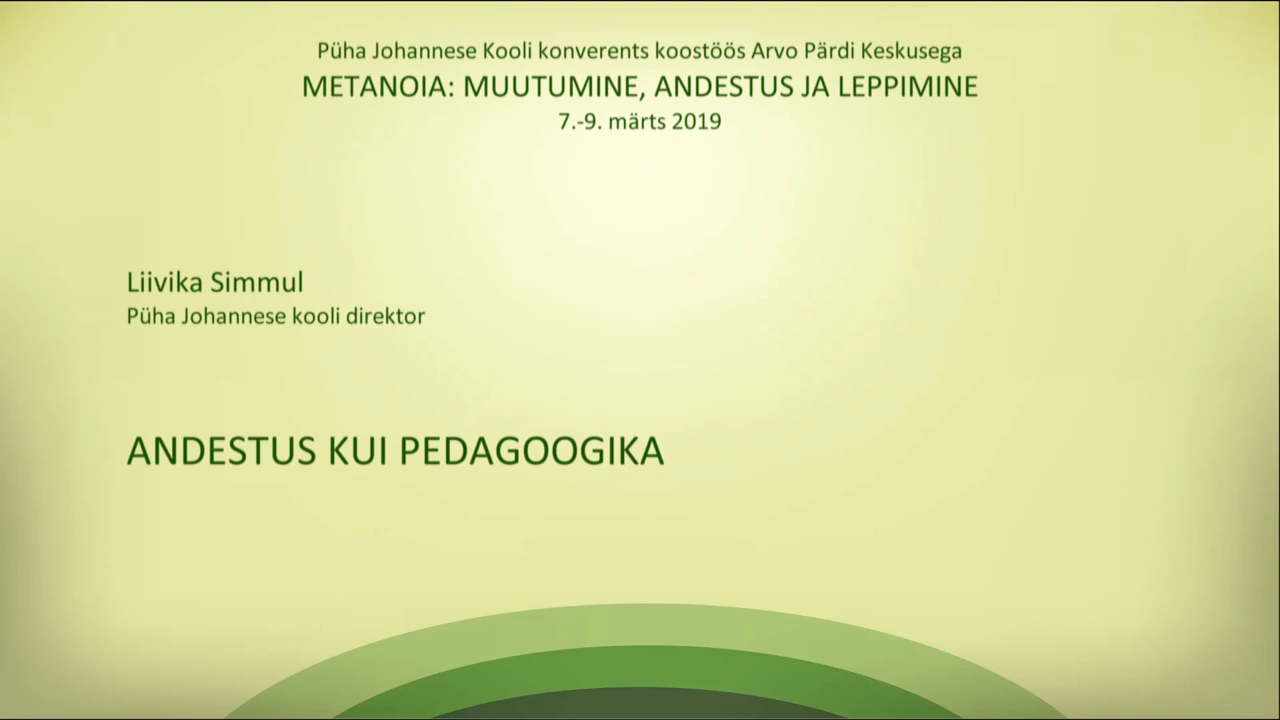 Püha Johannese Kooli konverents koostöös Arvo Pärdi Keskusega
METANOIA: MUUTUMINE, ANDESTUS JA LEPPIMINE
7.-9. märts 2019
Liivika Simmul
Püha Johannese kooli direktor
ANDESTUS KUI PEDAGOOGIKA